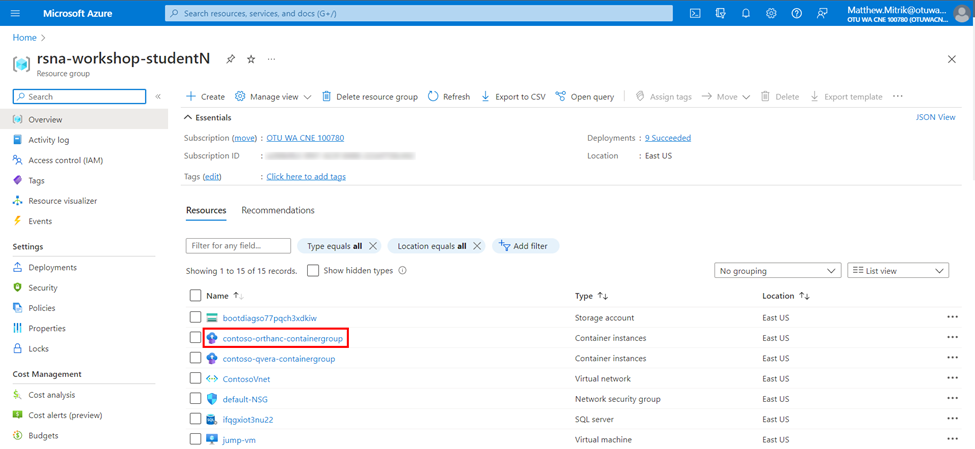 Microsoft Azure
Search resources, services, and docs (G+/)
Matthew.Mitrik@otuwa...
OTU WA CNE 100780 (OTUWACN...
Home
rsna-workshop-studentN
Resource group
Search
Create
Manage view
Delete resource group
Refresh
Export to CSV
Open query
Assign tags
Move
Delete
Export template
Overview
Activity log
Access control (IAM)
Tags
Resource visualizer
Events
Settings
Deployments
Security
Policies
Properties
Locks
Cost Management
Cost analysis
Cost alerts (preview)
Budgets
Essentials
JSON View
Subscription (move) : OTU WA CNE 100780
Deployments : 9 Succeeded
Subscription ID :
Location : East US
Tags (edit) : Click here to add tags
Resources Recommendations
Filter for any field...
Type equals all
Location equals all
Add filter
Showing 1 to 15 of 15 records.
Show hidden types
No grouping
List view
Name Type Location
bootdiagso77pqch3xdkiw Storage account East US
contoso-orthanc-containergroup Container instances East US
contoso-qvera-containergroup Container instances East US
ContosoVnet Virtual network East US
default-NSG Network security group East US
lfqgxiot3nu22 SQL server East US
jump-vm Virtual machine East US